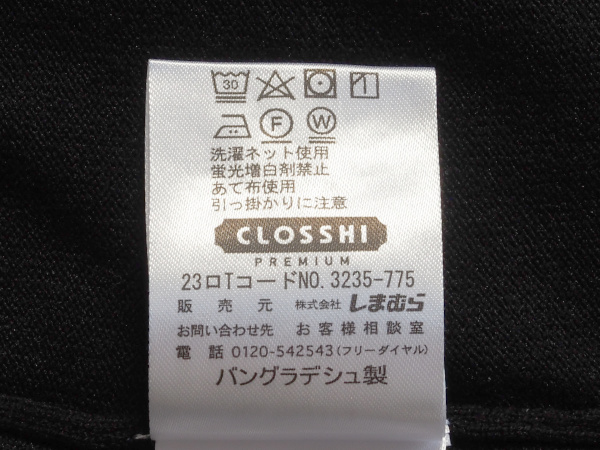 30
F W
洗濯ネット使用
蛍光増白剤禁止
あて布使用
引っ掛かりに注意
CLOSSHI
PREMIUM
23ロTコードNO. 3235-775
販売元 株式会社しまむら
お問い合わせ先 お客様相談室
電話 0120-542543(フリーダイヤル)
バングラデシュ製